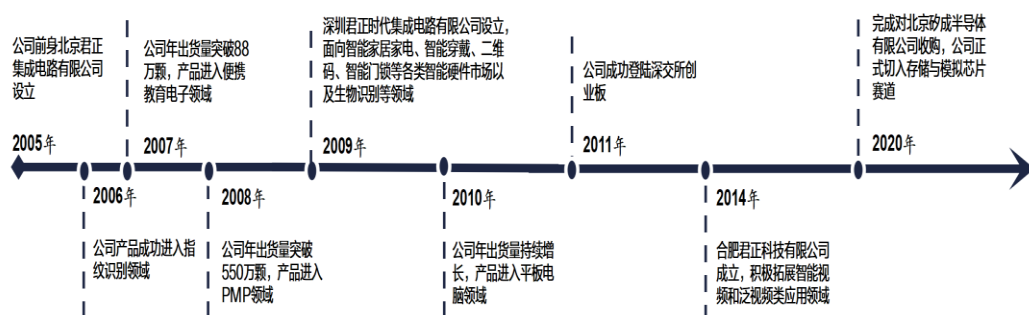 公司前身北京君正
集成电路有限公司
设立
2005年
2006年
公司产品成功进入指
纹识别领域
公司年出货量突破88
万颗，产品进入便携
教育电子领域
2007年
2008年
公司年出货量突破
550万颗，产品进入
PMP领域
深圳君正时代集成电路有限公司设立，
面向智能家居家电、智能穿戴、二维
码、智能门锁等各类智能硬件市场以
及生物识别等领域
2009年
2010年
公司年出货量持续增
长，产品进入平板电
脑领域
公司成功登陆深交所创
业板
2011年
2014年
合肥君正科技有限公司
成立，积极拓展智能视
频和泛视频类应用领域
完成对北京矽成半导体
有限公司收购，公司正
式切入存储与模拟芯片
赛道
2020年